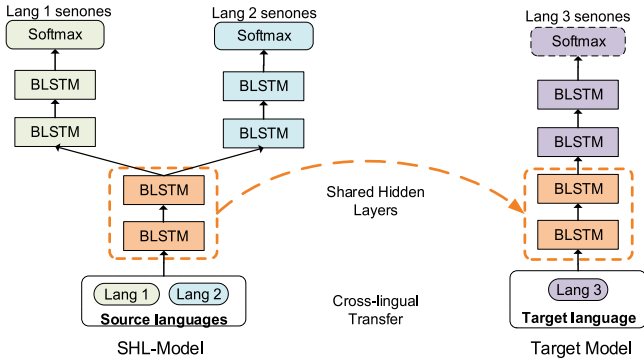 Lang 1 senones
Lang 2 senones
Lang 3 senones
Softmax
Softmax
Softmax
BLSTM
BLSTM
BLSTM
BLSTM
BLSTM
BLSTM
BLSTM
BLSTM
BLSTM
BLSTM
Shared Hidden
Layers
Lang 1
Lang 2
Source languages
Cross-lingual
Transfer
Lang 3
Target language
SHL-Model
Target Model